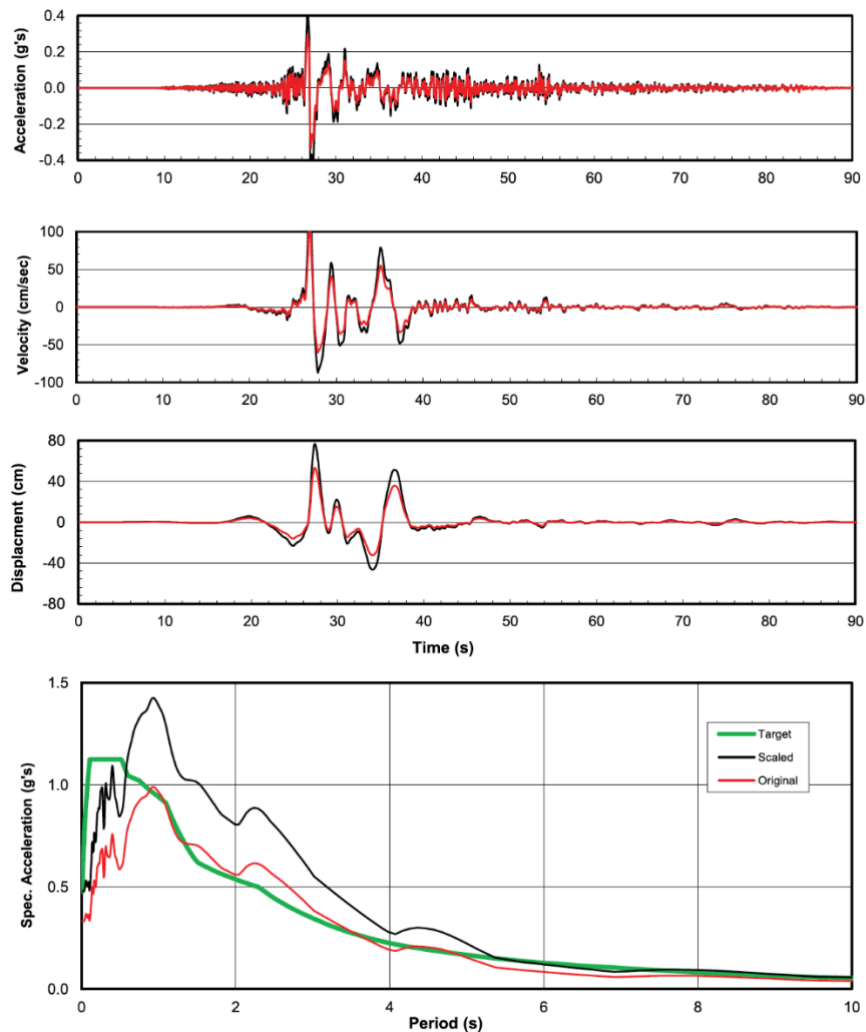 0.4
0.2
0.0
-0.2
-0.4
Acceleration (g's)
0 10 20 30 40 50 60 70 80 90
100
50
0
-50
-100
Velocity (cm/sec)
0 10 20 30 40 50 60 70 80 90
80
40
0
-40
-80
Displacment (cm)
0 10 20 30 40 50 60 70 80 90
Time (s)
1.5
1.0
0.5
0.0
Spec. Acceleration (g's)
Target
Scaled
Original
0 2 4 6 8 10
Period (s)